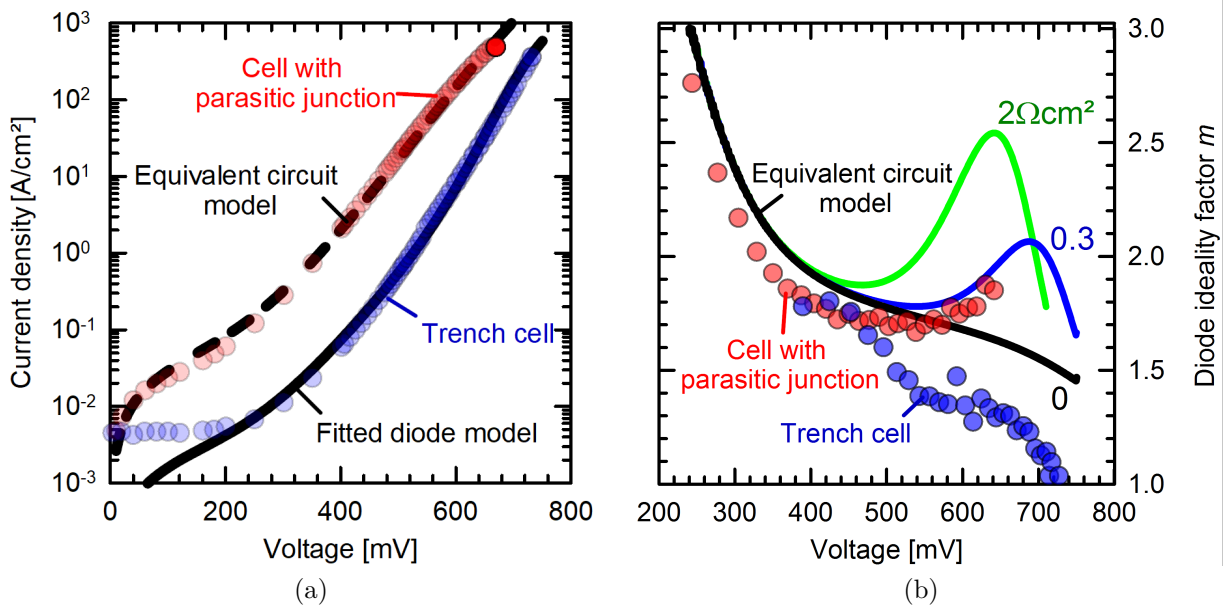 10³
10²
10¹
10⁰
10⁻¹
10⁻²
10⁻³
Current density [A/cm²]
Cell with
parasitic junction
Equivalent circuit
model
Trench cell
Fitted diode model
0 200 400 600 800
Voltage [mV]
(a)
3.0
2.5
2.0
1.5
1.0
Diode ideality factor m
2Ωcm²
Equivalent circuit
model
0.3
Cell with
parasitic junction
0
Trench cell
200 300 400 500 600 700 800
Voltage [mV]
(b)